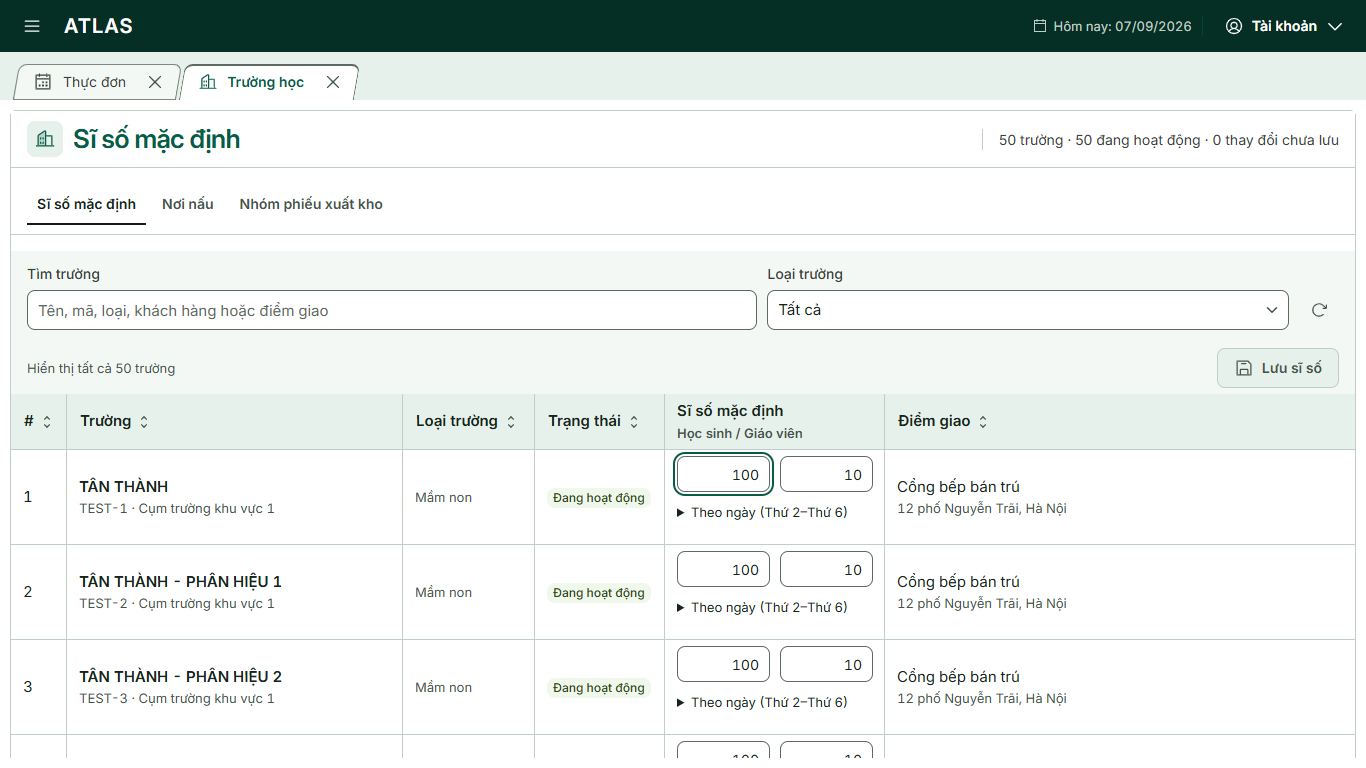 ATLAS
Hôm nay: 07/09/2026
Tài khoản
Thực đơn
Trường học
Sĩ số mặc định
50 trường · 50 đang hoạt động · 0 thay đổi chưa lưu
Sĩ số mặc định
Nơi nấu
Nhóm phiếu xuất kho
Tìm trường
Loại trường
Tên, mã, loại, khách hàng hoặc điểm giao
Tất cả
Hiển thị tất cả 50 trường
Lưu sĩ số
#
Trường
Loại trường
Trạng thái
Sĩ số mặc định
Học sinh / Giáo viên
Điểm giao
1
TÂN THÀNH
TEST-1 · Cụm trường khu vực 1
Mầm non
Đang hoạt động
100
10
Theo ngày (Thứ 2–Thứ 6)
Cổng bếp bán trú
12 phố Nguyễn Trãi, Hà Nội
2
TÂN THÀNH - PHÂN HIỆU 1
TEST-2 · Cụm trường khu vực 1
Mầm non
Đang hoạt động
100
10
Theo ngày (Thứ 2–Thứ 6)
Cổng bếp bán trú
12 phố Nguyễn Trãi, Hà Nội
3
TÂN THÀNH - PHÂN HIỆU 2
TEST-3 · Cụm trường khu vực 1
Mầm non
Đang hoạt động
100
10
Theo ngày (Thứ 2–Thứ 6)
Cổng bếp bán trú
12 phố Nguyễn Trãi, Hà Nội
100
10